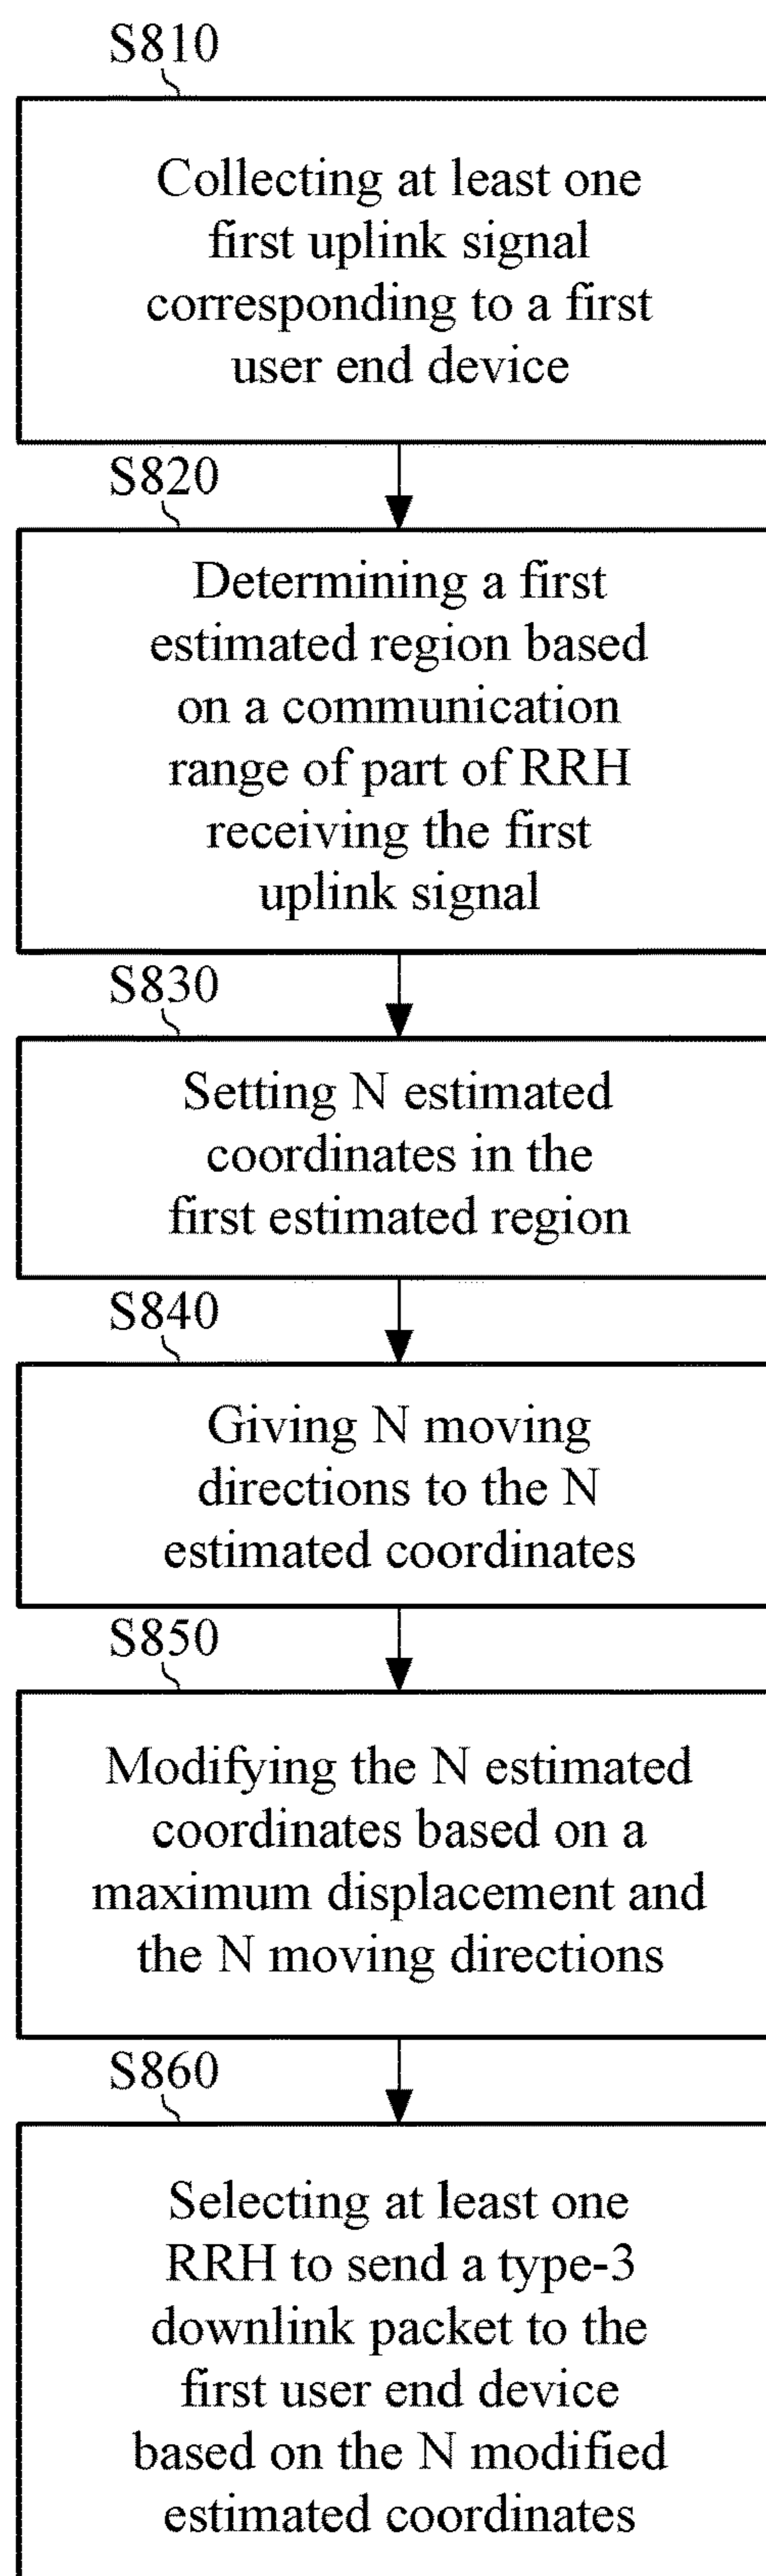 S810
Collecting at least one
first uplink signal
corresponding to a first
user end device
S820
Determining a first
estimated region based
on a communication
range of part of RRH
receiving the first
uplink signal
S830
Setting N estimated
coordinates in the
first estimated region
S840
Giving N moving
directions to the N
estimated coordinates
S850
Modifying the N estimated
coordinates based on a
maximum displacement and
the N moving directions
S860
Selecting at least one
RRH to send a type-3
downlink packet to the
first user end device
based on the N modified
estimated coordinates